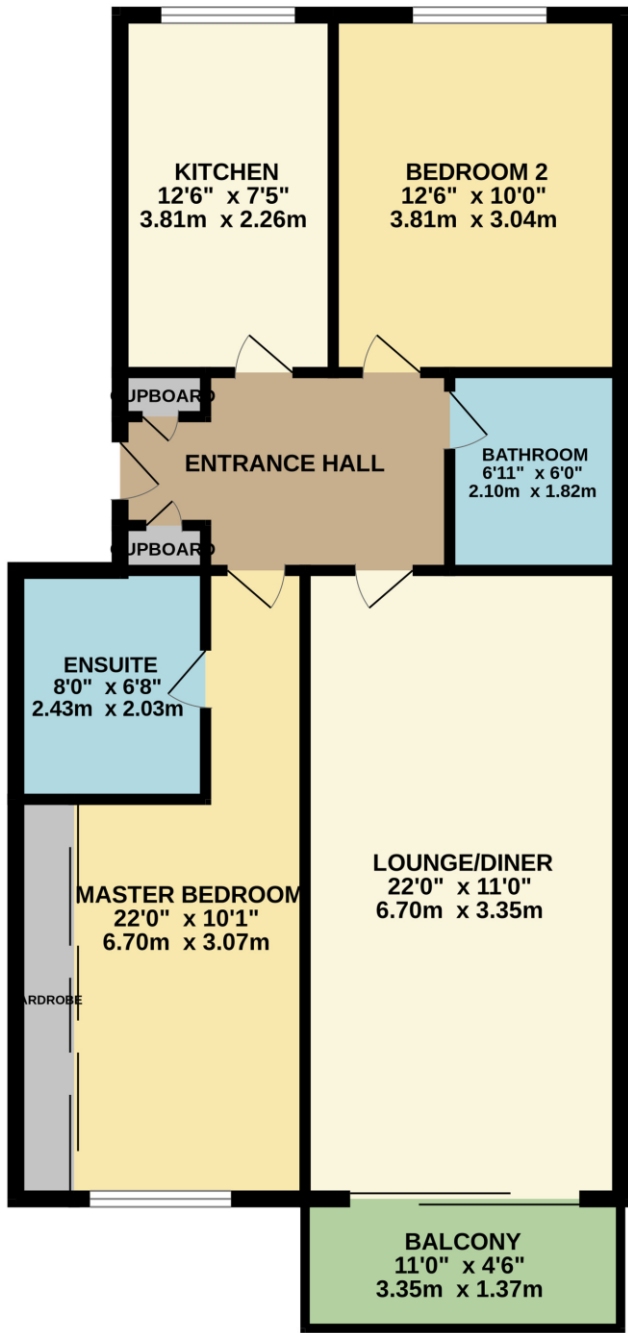 KITCHEN
12'6" x 7'5"
3.81m x 2.26m
BEDROOM 2
12'6" x 10'0"
3.81m x 3.04m
CUPBOARD
ENTRANCE HALL
BATHROOM
6'11" x 6'0"
2.10m x 1.82m
CUPBOARD
ENSUITE
8'0" x 6'8"
2.43m x 2.03m
LOUNGE/DINER
22'0" x 11'0"
6.70m x 3.35m
MASTER BEDROOM
22'0" x 10'1"
6.70m x 3.07m
ARDROBE
BALCONY
11'0" x 4'6"
3.35m x 1.37m